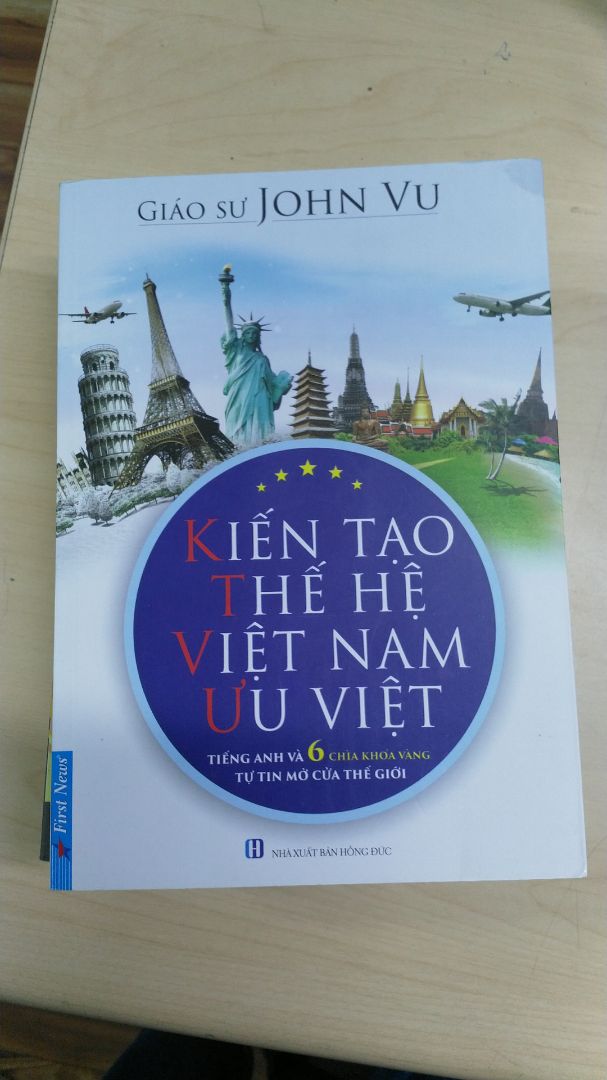 GIÁO SƯ JOHN VU
KIẾN TẠO
THẾ HỆ
VIỆT NAM
ƯU VIỆT
TIẾNG ANH VÀ 6 CHÌA KHÓA VÀNG
TỰ TIN MỞ CỬA THẾ GIỚI
First News
H NHÀ XUẤT BẢN HỒNG ĐỨC